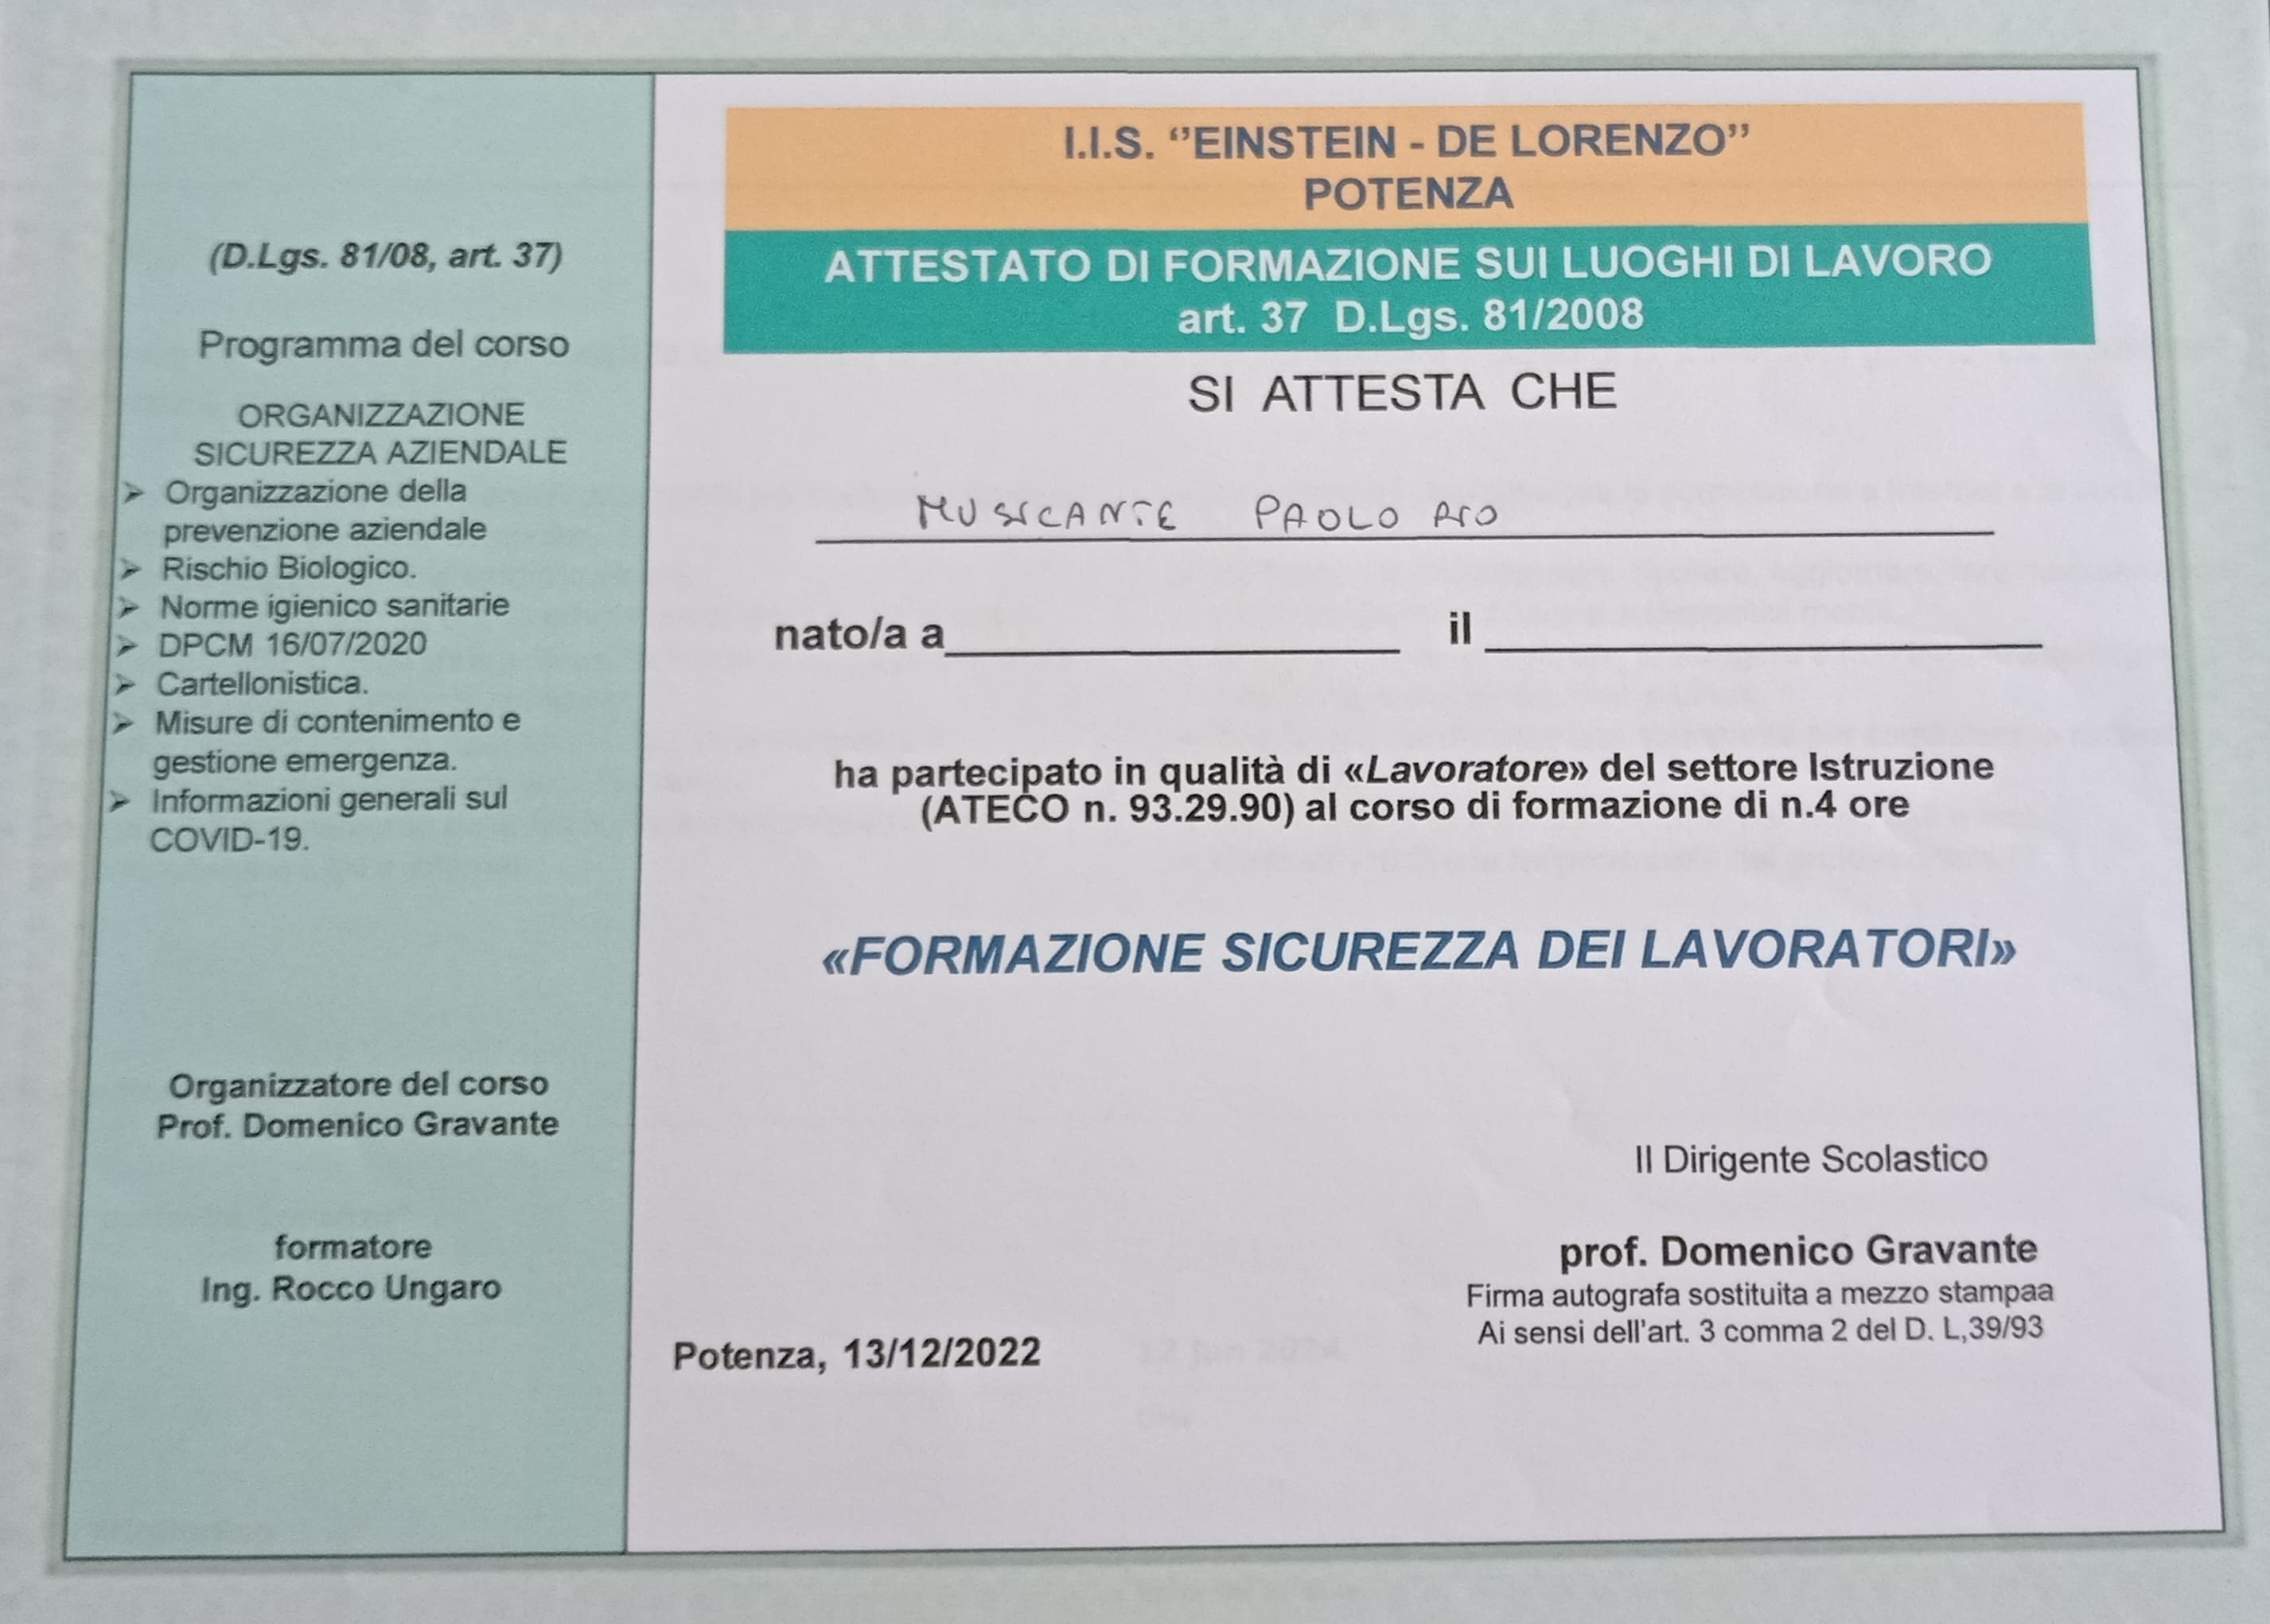 (D.Lgs. 81/08, art. 37)
Programma del corso
ORGANIZZAZIONE
SICUREZZA AZIENDALE
➢ Organizzazione della
prevenzione aziendale
➢ Rischio Biologico.
➢ Norme igienico sanitarie
➢ DPCM 16/07/2020
➢ Cartellonistica.
➢ Misure di contenimento e
gestione emergenza.
➢ Informazioni generali sul
COVID-19.
Organizzatore del corso
Prof. Domenico Gravante
formatore
Ing. Rocco Ungaro
I.I.S. ‘’EINSTEIN - DE LORENZO’’
POTENZA
ATTESTATO DI FORMAZIONE SUI LUOGHI DI LAVORO
art. 37 D.Lgs. 81/2008
SI ATTESTA CHE
MUSICANTE PAOLO PIO
nato/a a il
ha partecipato in qualità di «Lavoratore» del settore Istruzione
(ATECO n. 93.29.90) al corso di formazione di n.4 ore
«FORMAZIONE SICUREZZA DEI LAVORATORI»
Il Dirigente Scolastico
prof. Domenico Gravante
Firma autografa sostituita a mezzo stampaa
Ai sensi dell'art. 3 comma 2 del D. L,39/93
Potenza, 13/12/2022